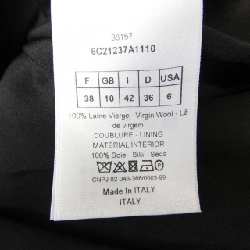 38157
6C21237A1110
F GB I D USA
38 10 42 36 6
100% Laine Vierge - Virgin Wool - Lã
de Virgem
DOUBLURE - LINING
MATERIAL INTERIOR
100% Soie - Silk - Seda
Made In ITALY
ITALY